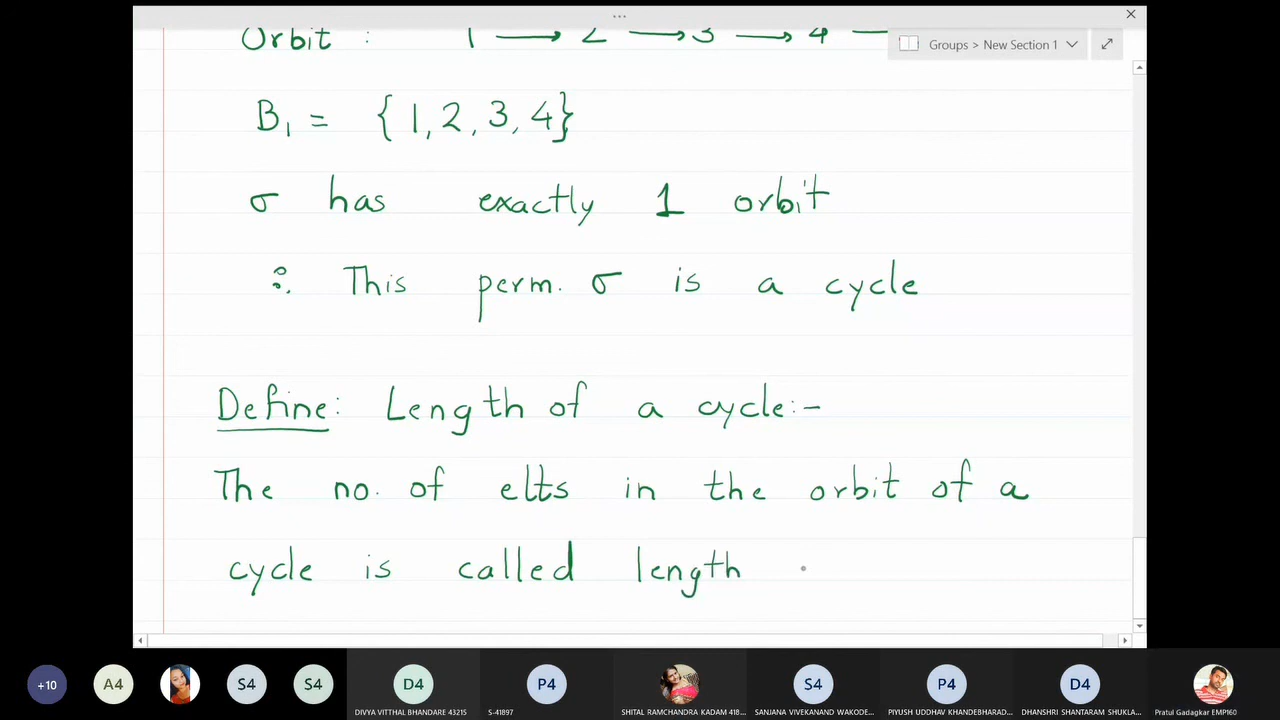 Orbit : 1 → 2 → 3 → 4 —
Groups > New Section 1
B₁ = {1, 2, 3, 4}
σ has exactly 1 orbit
∴ This perm. σ is a cycle
Define: Length of a cycle:-
The no. of elts in the orbit of a
cycle is called length
+10 A4 S4 S4 D4 P4 S4 P4 D4
DIVYA VITTHAL BHANDARE 43215 S-41897 SHITAL RAMCHANDRA KADAM 418... SANJANA VIVEKANAND WAKODE... PIYUSH UDDHAV KHANDEBHARAD... DHANSHRI SHANTARAM SHUKLA... Pratul Gadagkar EMP160